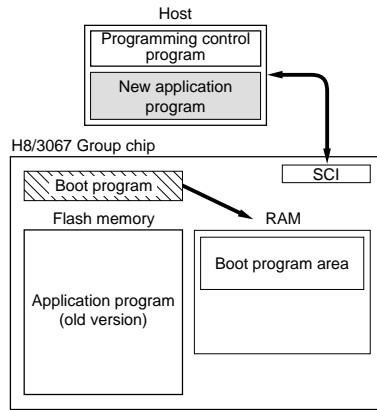 Host
Programming control
program
New application
program
H8/3067 Group chip
SCI
Boot program
Flash memory
RAM
Boot program area
Application program
(old version)